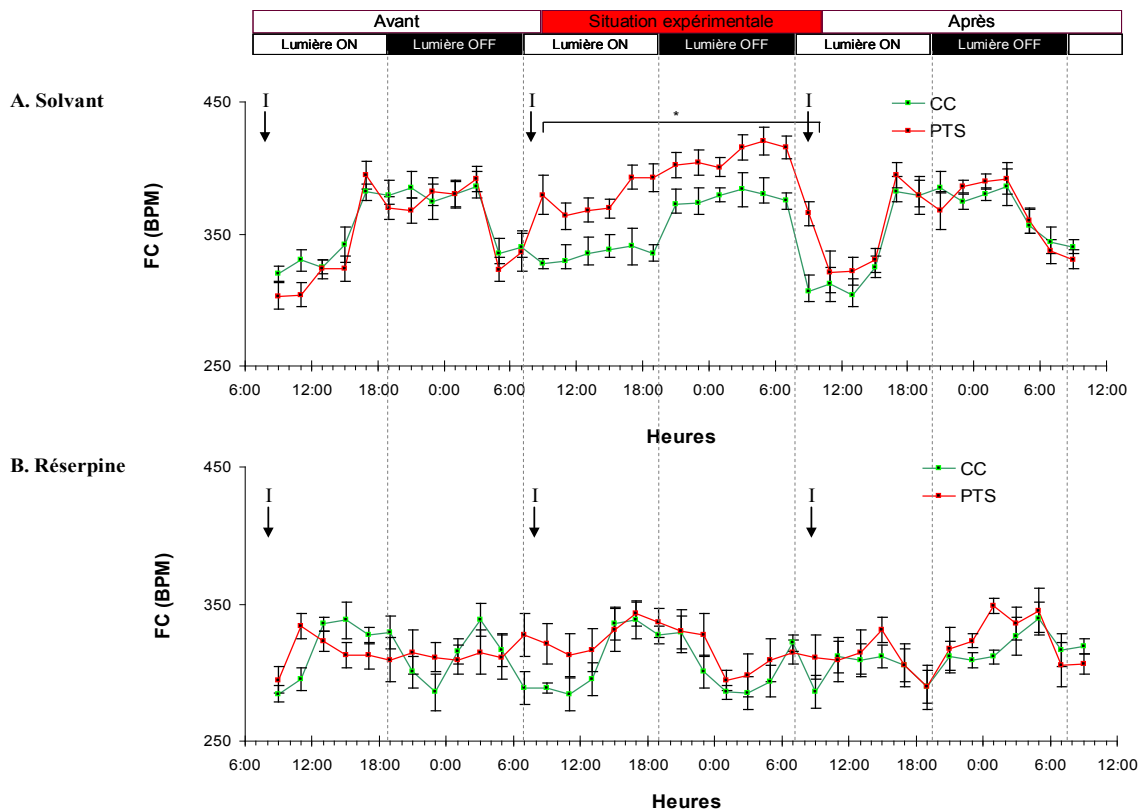 Avant Situation expérimentale Après
Lumière ON Lumière OFF Lumière ON Lumière OFF Lumière ON Lumière OFF
A. Solvant
450
350
250
FC (BPM)
I I I
*
CC
PTS
6:00 12:00 18:00 0:00 6:00 12:00 18:00 0:00 6:00 12:00 18:00 0:00 6:00 12:00
Heures
B. Réserpine
450
350
250
FC (BPM)
I I I
CC
PTS
6:00 12:00 18:00 0:00 6:00 12:00 18:00 0:00 6:00 12:00 18:00 0:00 6:00 12:00
Heures